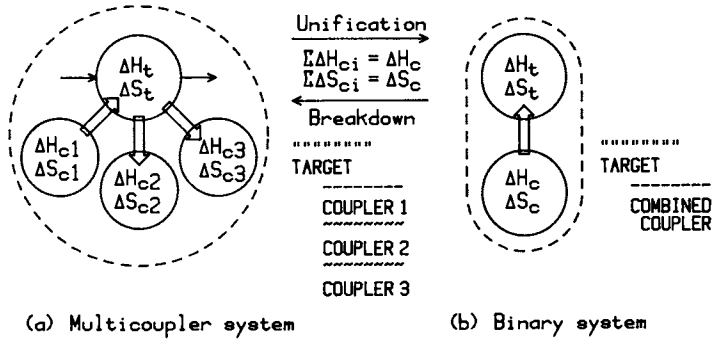 Unification
ΣΔHci = ΔHc
ΣΔSci = ΔSc
Breakdown
ΔHt
ΔSt
ΔHc1
ΔSc1
ΔHc2
ΔSc2
ΔHc3
ΔSc3
TARGET
COUPLER 1
COUPLER 2
COUPLER 3
ΔHt
ΔSt
ΔHc
ΔSc
TARGET
COMBINED
COUPLER
(a) Multicoupler system
(b) Binary system